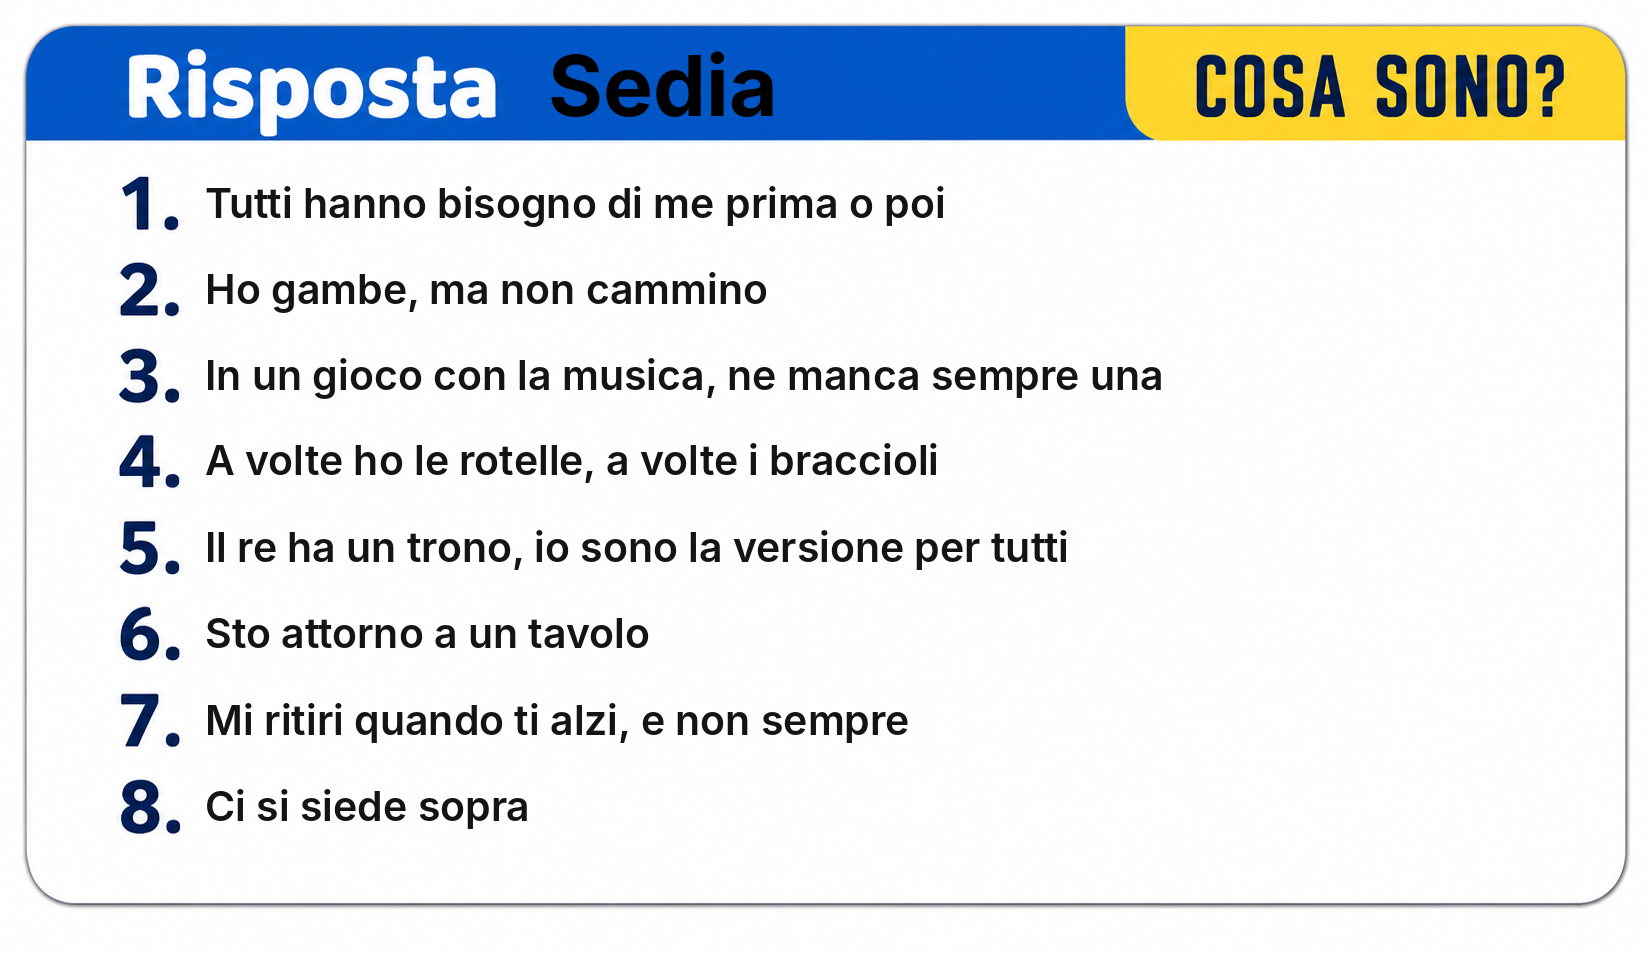 Risposta Sedia COSA SONO?
1. Tutti hanno bisogno di me prima o poi
2. Ho gambe, ma non cammino
3. In un gioco con la musica, ne manca sempre una
4. A volte ho le rotelle, a volte i braccioli
5. Il re ha un trono, io sono la versione per tutti
6. Sto attorno a un tavolo
7. Mi ritiri quando ti alzi, e non sempre
8. Ci si siede sopra